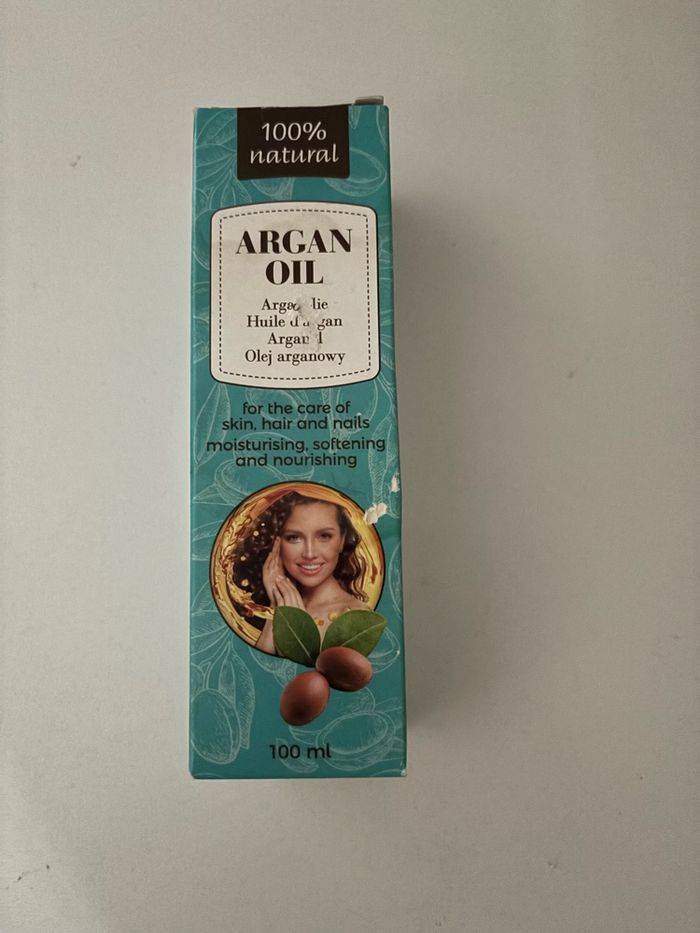 100%
natural
ARGAN
OIL
Huile
Olej arganowy
for the care of
skin, hair and nails
moisturising, softening
and nourishing
100 ml